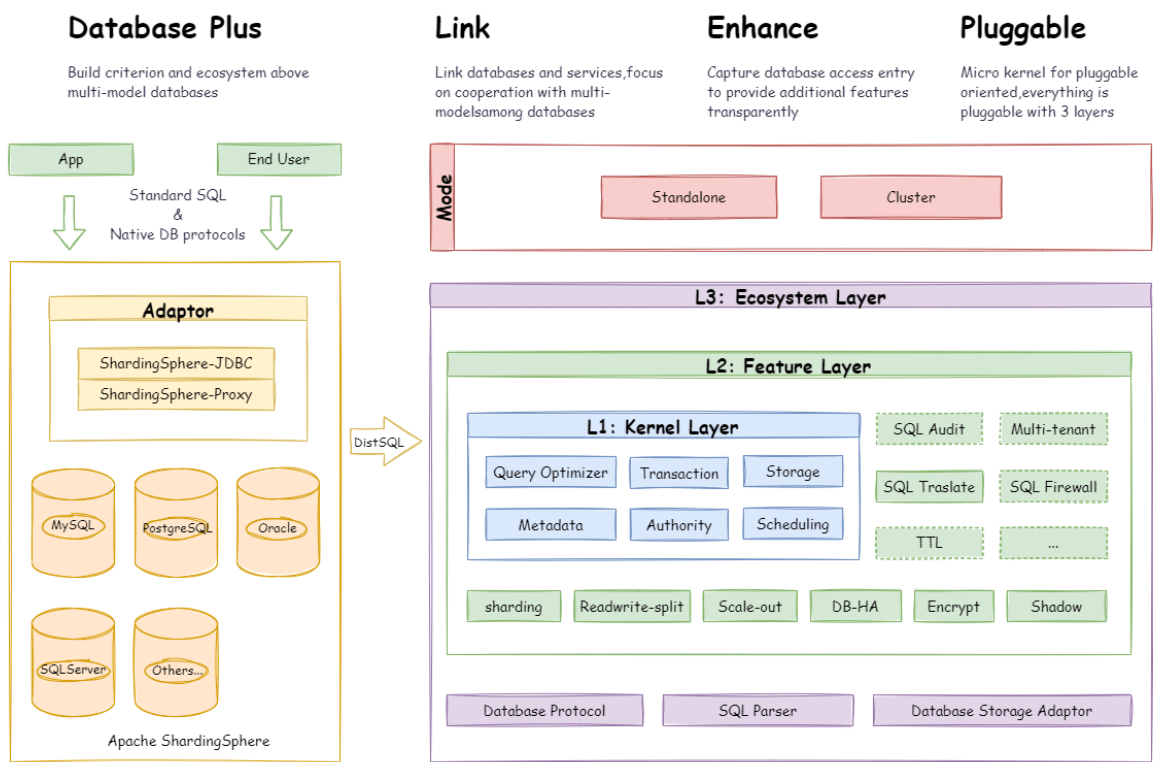 Database Plus
Build criterion and ecosystem above
multi-model databases
Link
Link databases and services,focus
on cooperation with multi-
modelsamong databases
Enhance
Capture database access entry
to provide additional features
transparently
Pluggable
Micro kernel for pluggable
oriented,everything is
pluggable with 3 layers
App
End User
Standard SQL
&
Native DB protocols
Adaptor
ShardingSphere-JDBC
ShardingSphere-Proxy
MySQL
PostgreSQL
Oracle
SQLServer
Others...
Apache ShardingSphere
DistSQL
Mode
Standalone
Cluster
L3: Ecosystem Layer
L2: Feature Layer
L1: Kernel Layer
Query Optimizer
Transaction
Storage
Metadata
Authority
Scheduling
SQL Audit
Multi-tenant
SQL Traslate
SQL Firewall
TTL
...
sharding
Readwrite-split
Scale-out
DB-HA
Encrypt
Shadow
Database Protocol
SQL Parser
Database Storage Adaptor